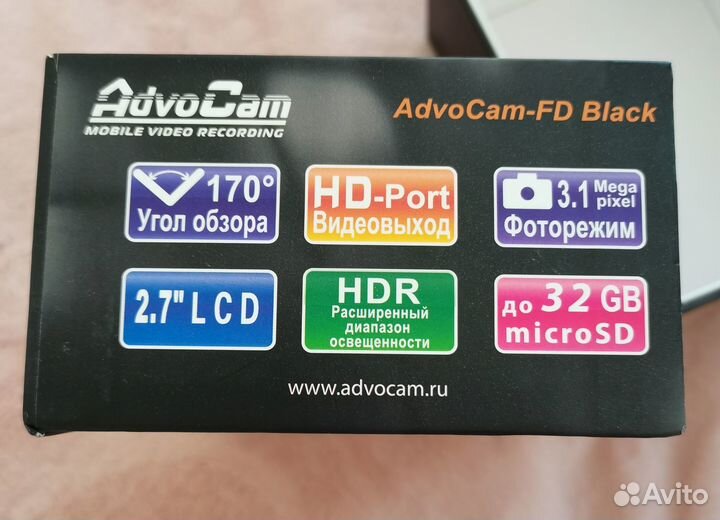 AdvoCam
MOBILE VIDEO RECORDING
AdvoCam-FD Black
170°
Угол обзора
HD-Port
Видеовыход
3.1 Mega pixel
Фоторежим
2.7" LCD
HDR
Расширенный
диапазон
освещенности
до 32 GB
microSD
www.advocam.ru
Avito